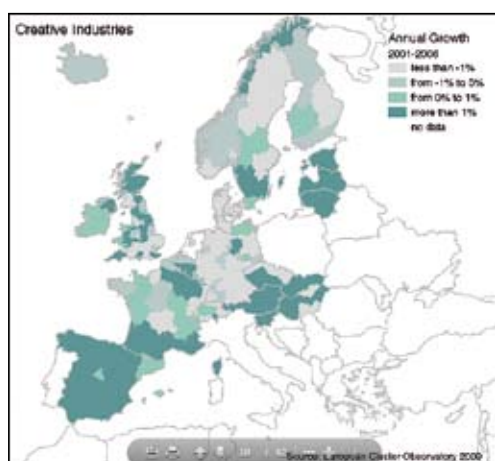 Creative Industries
Annual Growth
2001-2006
less than -1%
from -1% to 0%
from 0% to 1%
more than 1%
no data
Source: European Cluster Observatory 2009